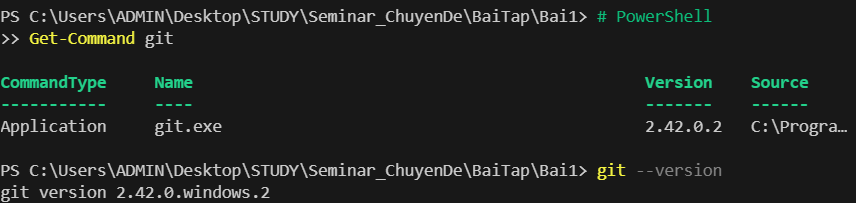 PS C:\Users\ADMIN\Desktop\STUDY\Seminar_ChuyenDe\BaiTap\Bai1> # PowerShell
>> Get-Command git
CommandType     Name                                               Version    Source
-----------     ----                                               -------    ------
Application     git.exe                                            2.42.0.2   C:\Progra…
PS C:\Users\ADMIN\Desktop\STUDY\Seminar_ChuyenDe\BaiTap\Bai1> git --version
git version 2.42.0.windows.2